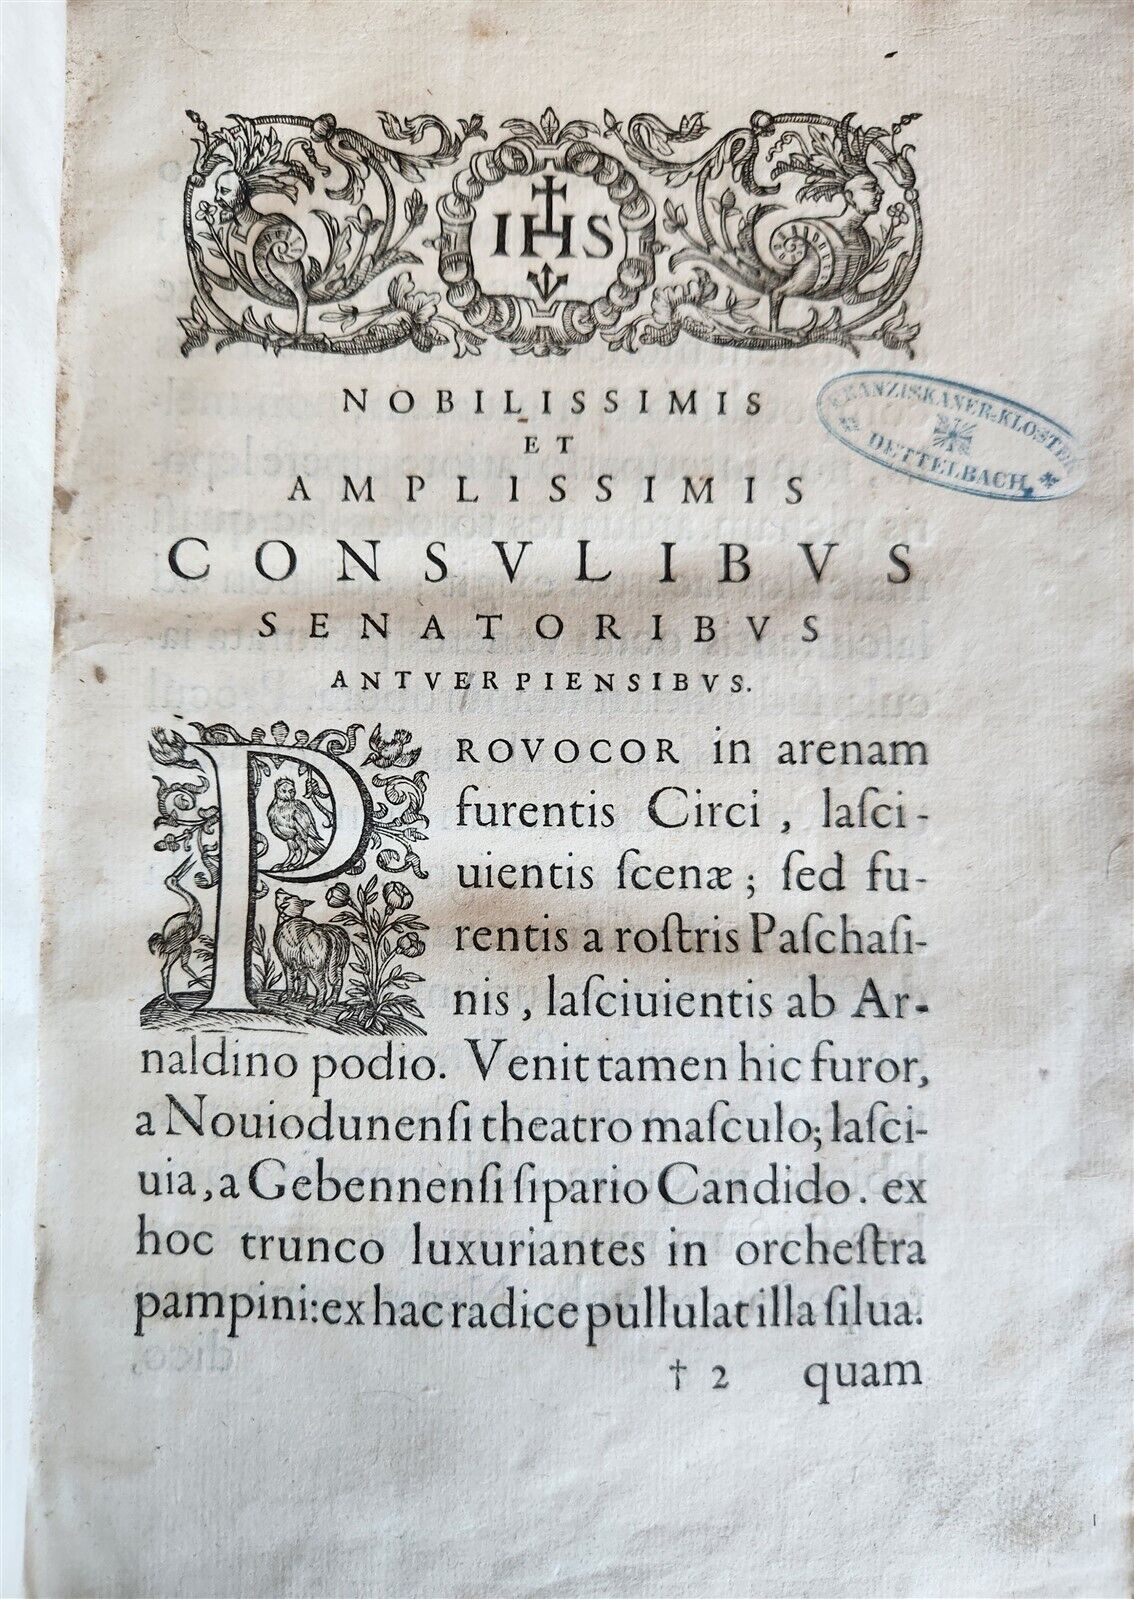 IHS
NOBILISSIMIS
ET
AMPLISSIMIS
CONSVLIBVS
SENATORIBVS
ANTVERPIENSIBVS.
FRANZISKANER-KLOSTER
DETTELBACH
PROVOCOR in arenam
furentis Circi, laſci-
uientis ſcenæ; ſed fu-
rentis a roſtris Paſchaſi-
nis, laſciuientis ab Ar-
naldino podio. Venit tamen hic furor,
a Nouiodunenſi theatro maſculo; laſci-
uia, a Gebennenſi ſipario Candido. ex
hoc trunco luxuriantes in orcheſtra
pampini: ex hac radice pullulat illa ſilua.
† 2 quam